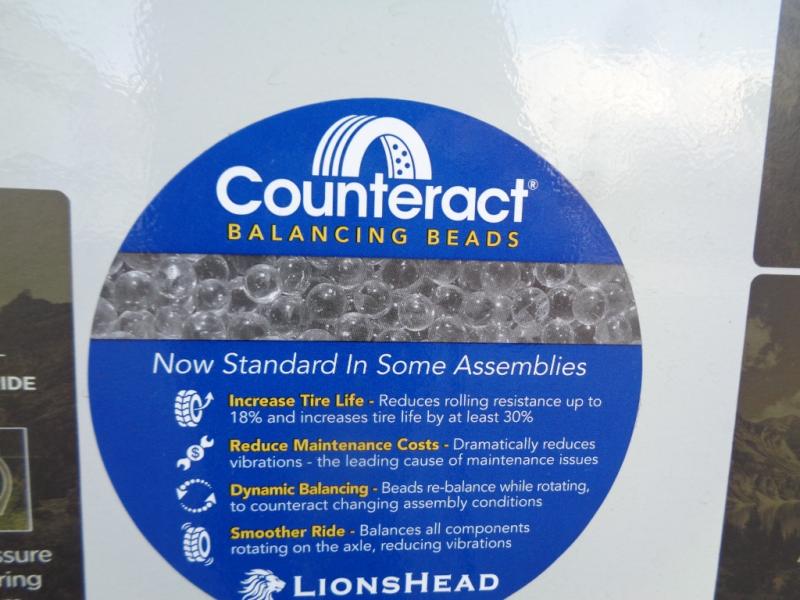 Counteract®
BALANCING BEADS
Now Standard In Some Assemblies
Increase Tire Life - Reduces rolling resistance up to
18% and increases tire life by at least 30%
$
Reduce Maintenance Costs - Dramatically reduces
vibrations - the leading cause of maintenance issues
Dynamic Balancing - Beads re-balance while rotating,
to counteract changing assembly conditions
Smoother Ride - Balances all components
rotating on the axle, reducing vibrations
LIONSHEAD
IDE
ssure
ring